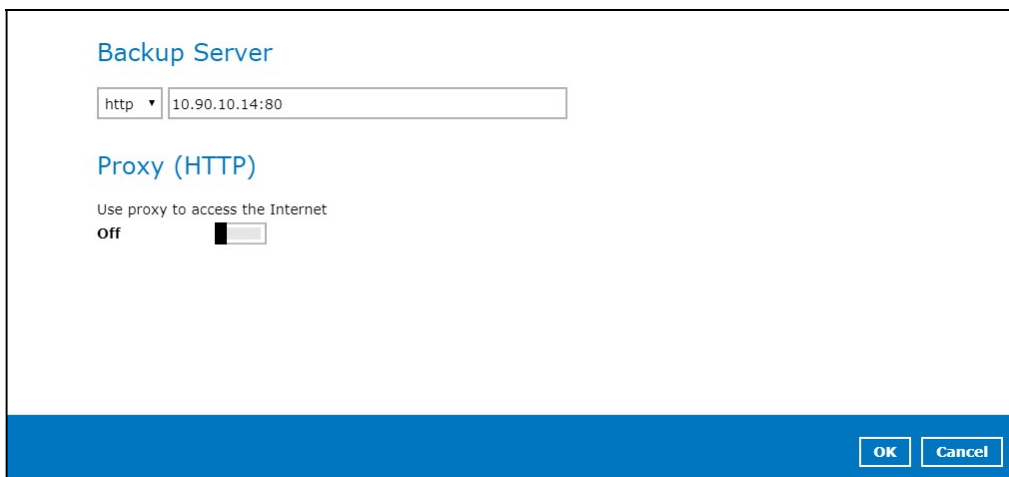 Backup Server
http 10.90.10.14:80
Proxy (HTTP)
Use proxy to access the Internet
Off
OK Cancel